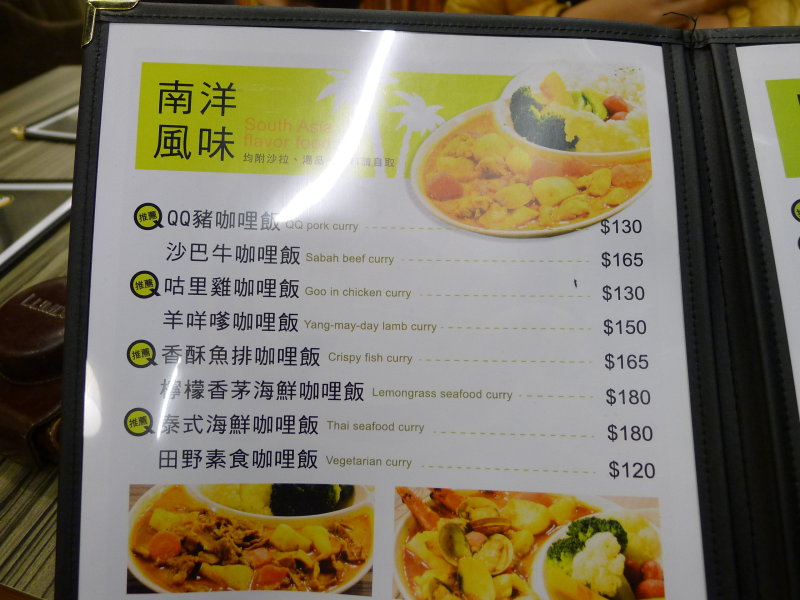 南洋
風味
South Asia
flavor food
均附沙拉、湯品
自取
推薦 QQ豬咖哩飯 QQ pork curry $130
沙巴牛咖哩飯 Sabah beef curry $165
推薦 咕里雞咖哩飯 Goo in chicken curry $130
羊咩嗲咖哩飯 Yang-may-day lamb curry $150
推薦 香酥魚排咖哩飯 Crispy fish curry $165
檸檬香茅海鮮咖哩飯 Lemongrass seafood curry $180
推薦 泰式海鮮咖哩飯 Thai seafood curry $180
田野素食咖哩飯 Vegetarian curry $120